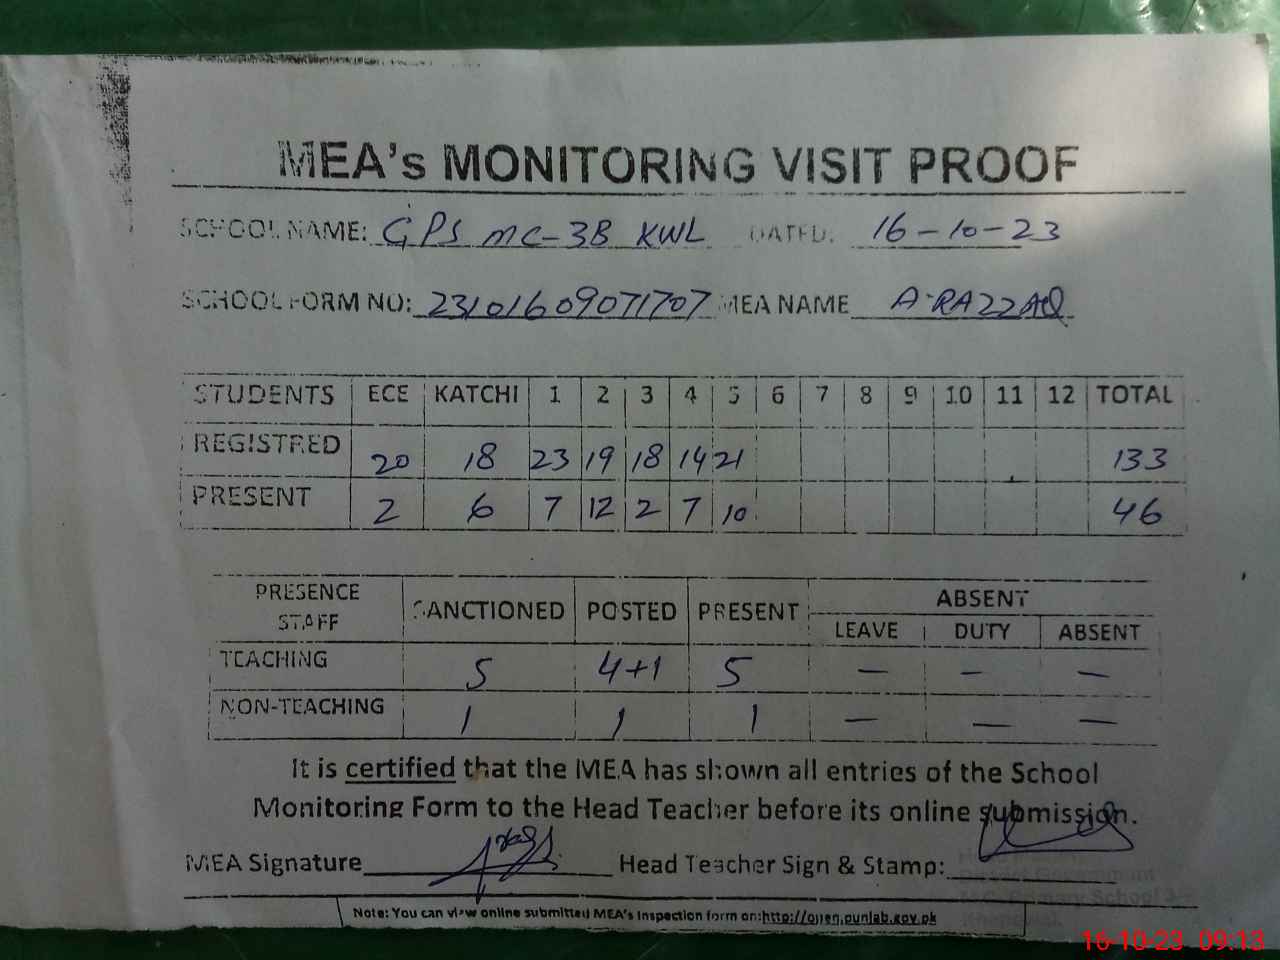 MEA's MONITORING VISIT PROOF
SCHOOL NAME: GPS MC-3B KWL DATED: 16-10-23
SCHOOL FORM NO: 23101609071707 MEA NAME A.RAZZAQ
STUDENTS ECE KATCHI 1 2 3 4 5 6 7 8 9 10 11 12 TOTAL
REGISTRED 20 18 23 19 18 14 21 133
PRESENT 2 6 7 12 2 7 10 46
PRESENCE STAFF SANCTIONED POSTED PRESENT ABSENT
LEAVE DUTY ABSENT
TEACHING 5 4+1 5 — — —
NON-TEACHING 1 1 1 — — —
It is certified that the MEA has shown all entries of the School
Monitoring Form to the Head Teacher before its online submission.
MEA Signature Head Teacher Sign & Stamp:
Note: You can view online submitted MEA's Inspection form on:http://open.punjab.gov.pk
16-10-23 09:13